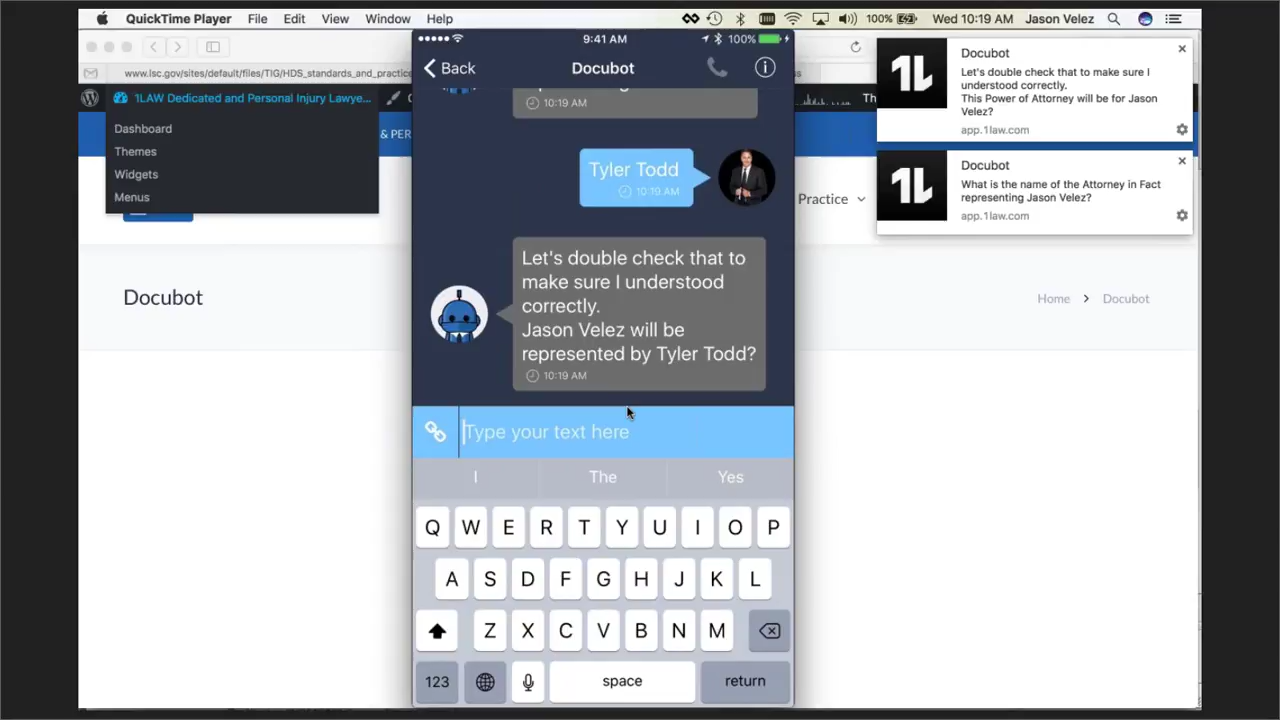 QuickTime Player File Edit View Window Help 100% Wed 10:19 AM Jason Velez
www.lsc.gov/sites/default/files/TIG/HDS_standards_and_practice
1LAW Dedicated and Personal Injury Lawye...
Dashboard
Themes
Widgets
Menus
& PER
Practice
Docubot
Home > Docubot
9:41 AM 100%
Back Docubot
10:19 AM
Tyler Todd
10:19 AM
Let's double check that to
make sure I understood
correctly.
Jason Velez will be
represented by Tyler Todd?
10:19 AM
Type your text here
I The Yes
Q W E R T Y U I O P
A S D F G H J K L
Z X C V B N M
123 space return
1L
Docubot
Let's double check that to make sure I
understood correctly.
This Power of Attorney will be for Jason
Velez?
app.1law.com
1L
Docubot
What is the name of the Attorney in Fact
representing Jason Velez?
app.1law.com